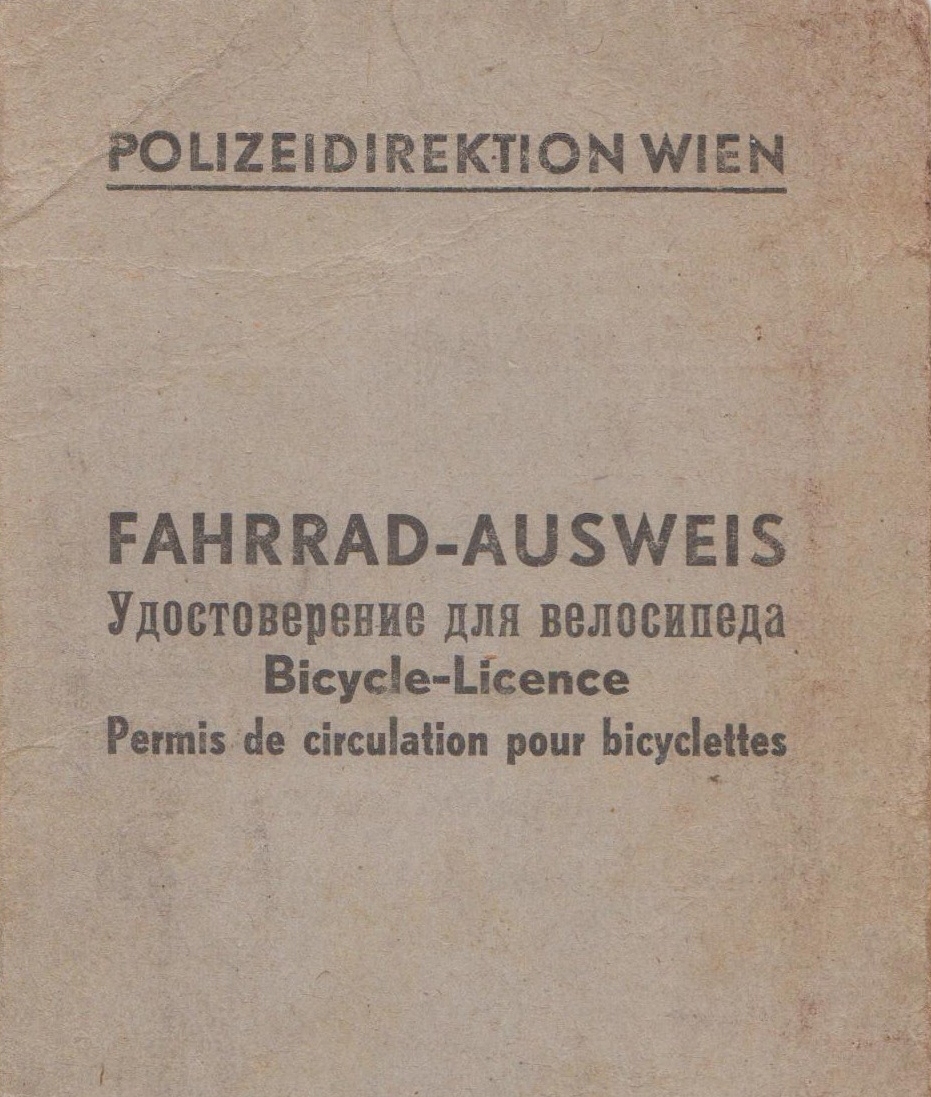 POLIZEIDIREKTION WIEN
FAHRRAD-AUSWEIS
Удостоверение для велосипеда
Bicycle-Licence
Permis de circulation pour bicyclettes